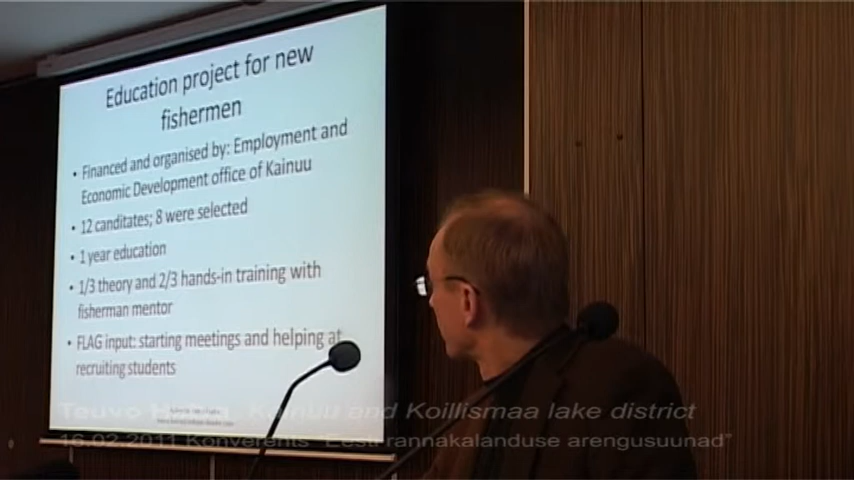 Education project for new
fishermen
• Financed and organised by: Employment and
Economic Development office of Kainuu
• 12 canditates; 8 were selected
• 1 year education
• 1/3 theory and 2/3 hands-in training with
fisherman mentor
• FLAG input: starting meetings and helping at
recruiting students
Teuvo Kainuu and Koillismaa lake district
16.02.2011 Konverents "Eesti rannakalanduse arengusuunad"